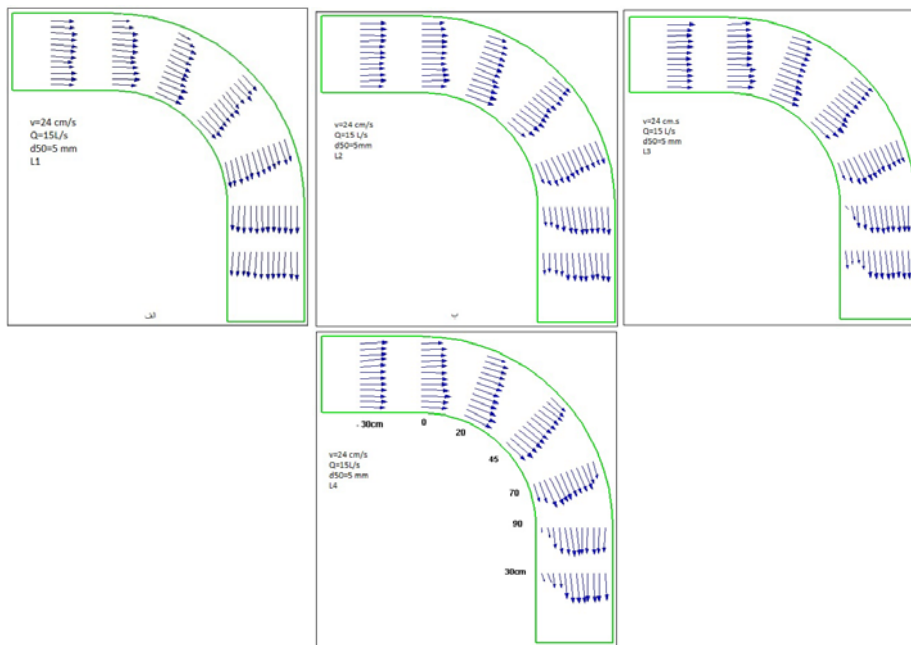 v=24 cm/s
Q=15L/s
d50=5 mm
L1
الف
v=24 cm/s
Q=15 L/s
d50=5mm
L2
ب
v=24 cm.s
Q=15 L/s
d50=5 mm
L3
- 30cm
0
20
45
70
90
30cm
v=24 cm/s
Q=15L/s
d50=5 mm
L4